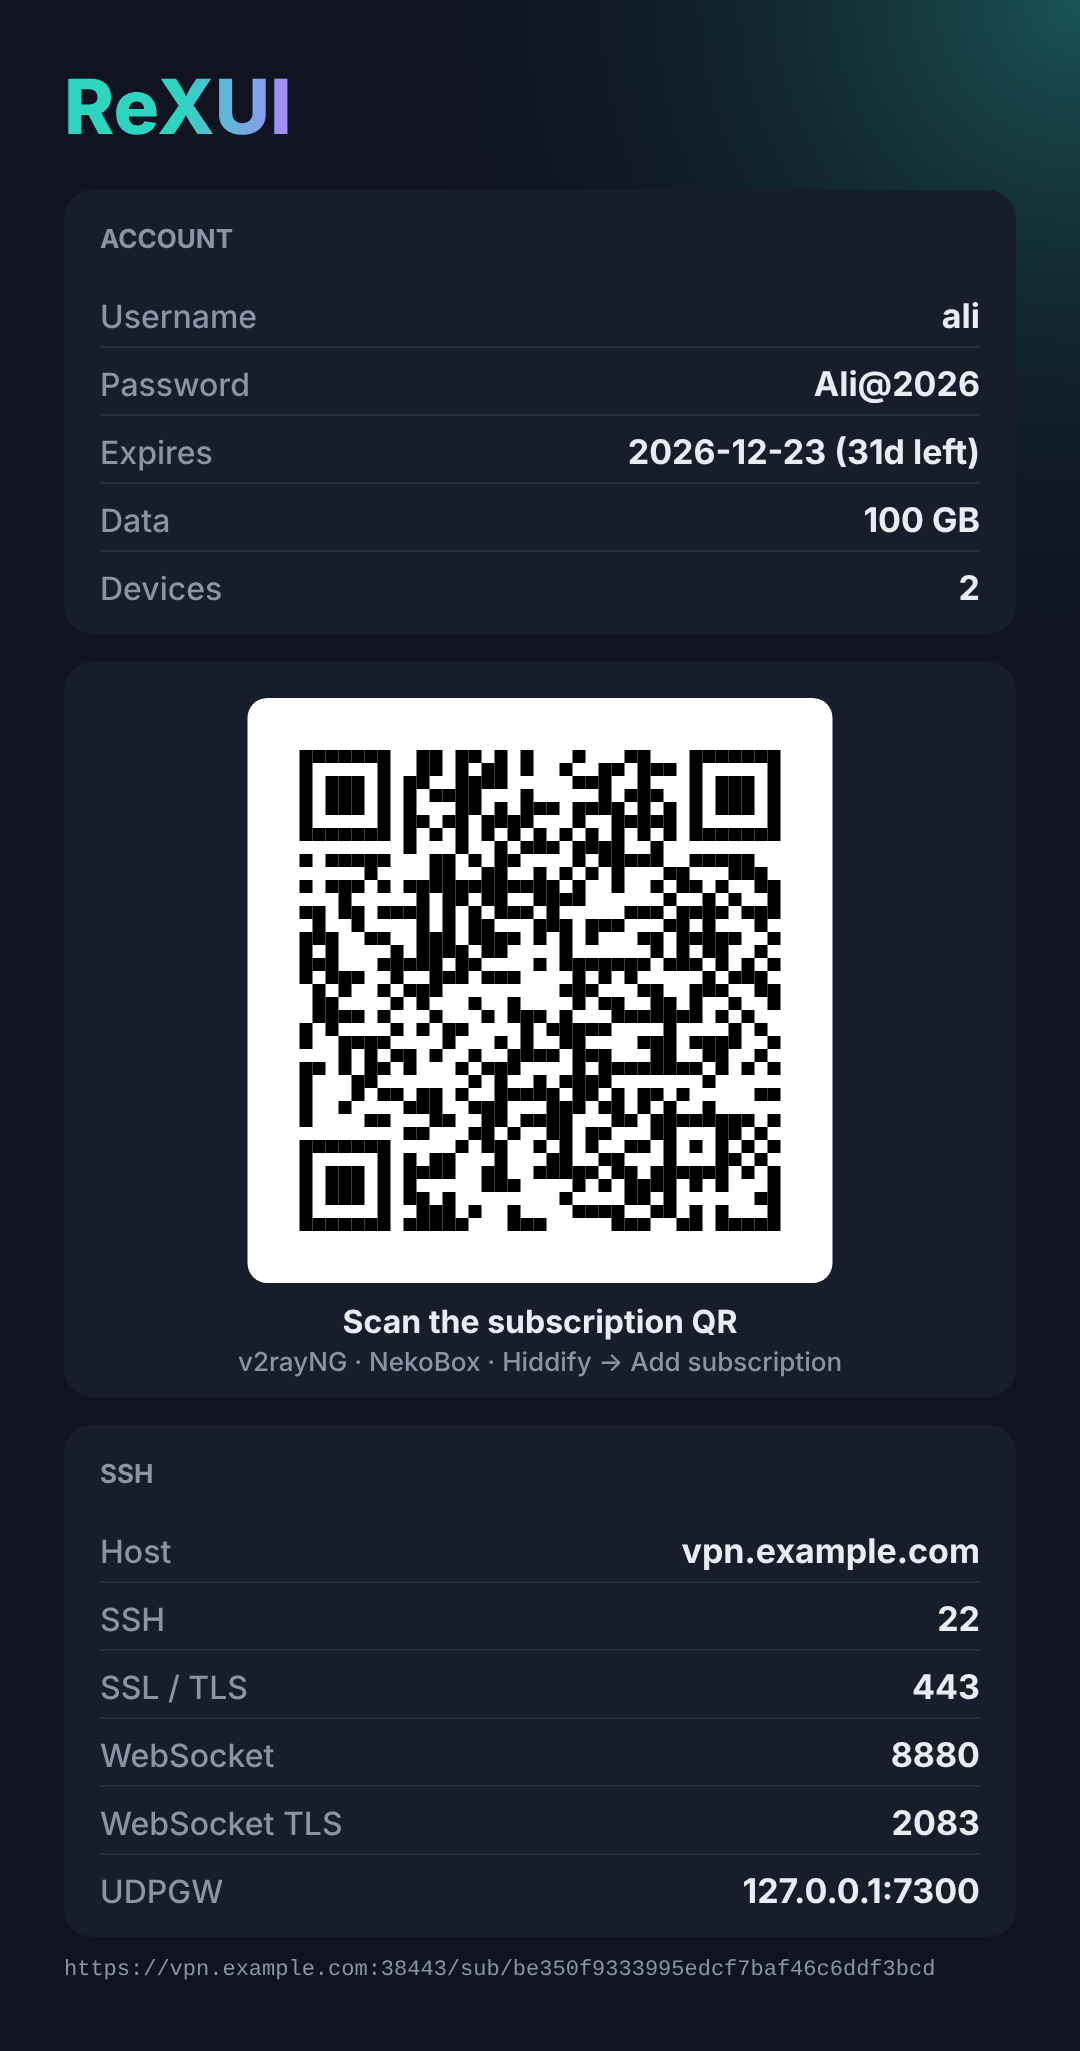 ReXUI
ACCOUNT
Username ali
Password Ali@2026
Expires 2026-12-23 (31d left)
Data 100 GB
Devices 2
Scan the subscription QR
v2rayNG · NekoBox · Hiddify → Add subscription
SSH
Host vpn.example.com
SSH 22
SSL / TLS 443
WebSocket 8880
WebSocket TLS 2083
UDPGW 127.0.0.1:7300
https://vpn.example.com:38443/sub/be350f9333995edcf7baf46c6ddf3bcd